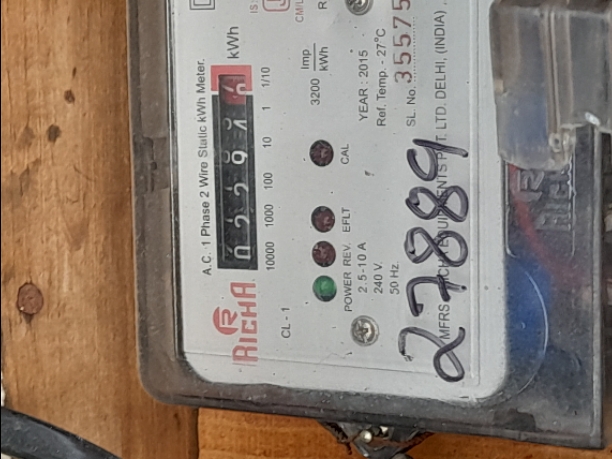 A.C. 1 Phase 2 Wire Static kWh Meter.
kWh
10000 1000 100 10 1 1/10
RICHA
CL - 1
3200 Imp
kWh
POWER REV. EFLT CAL
2.5-10 A
240 V.
50 Hz.
YEAR : 2015
Ref. Temp. - 27°C
SL. No. 35575
27889
MFRS. PVT. LTD. DELHI, (INDIA)